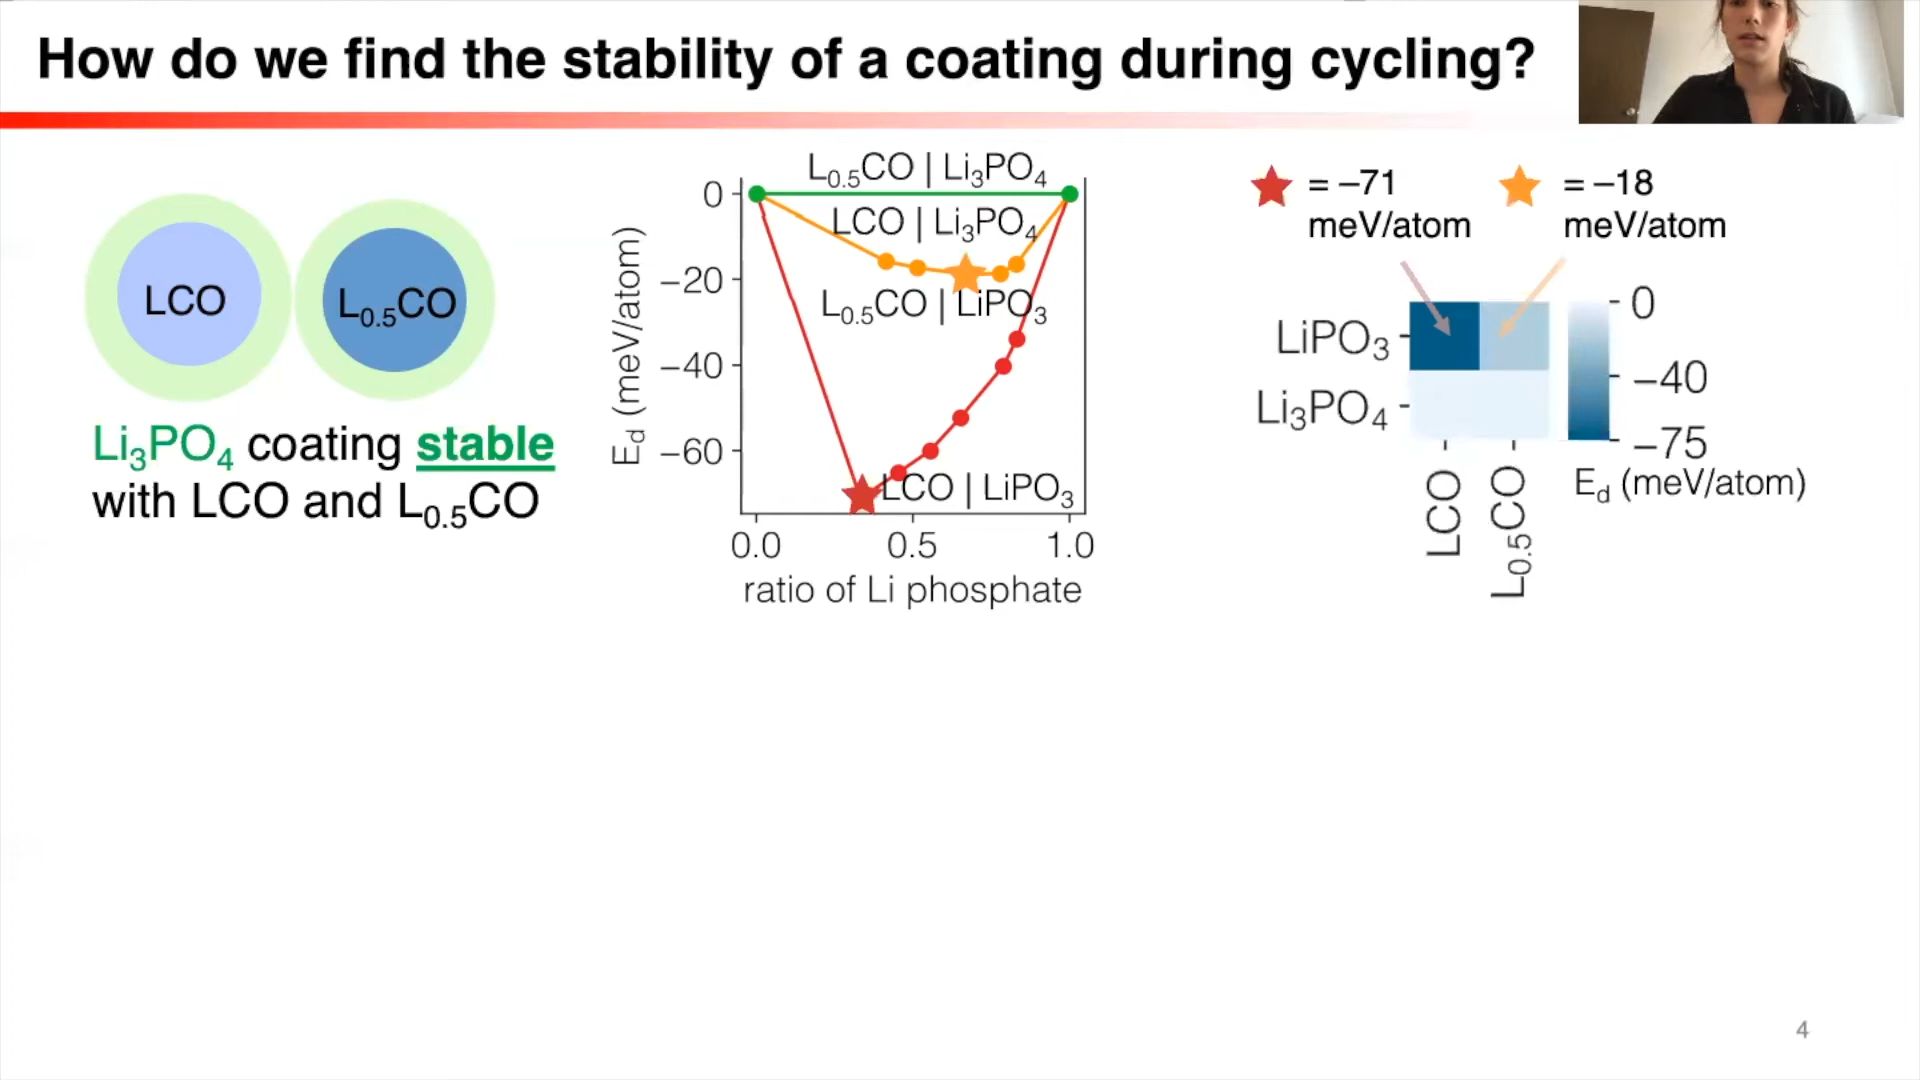 How do we find the stability of a coating during cycling?
LCO
L₀.₅CO
Li₃PO₄ coating stable
with LCO and L₀.₅CO
L₀.₅CO | Li₃PO₄
LCO | Li₃PO₄
L₀.₅CO | LiPO₃
LCO | LiPO₃
0
−20
−40
−60
E_d (meV/atom)
0.0
0.5
1.0
ratio of Li phosphate
= –71
meV/atom
= –18
meV/atom
LiPO₃
Li₃PO₄
LCO
L₀.₅CO
0
−40
−75
E_d (meV/atom)
4